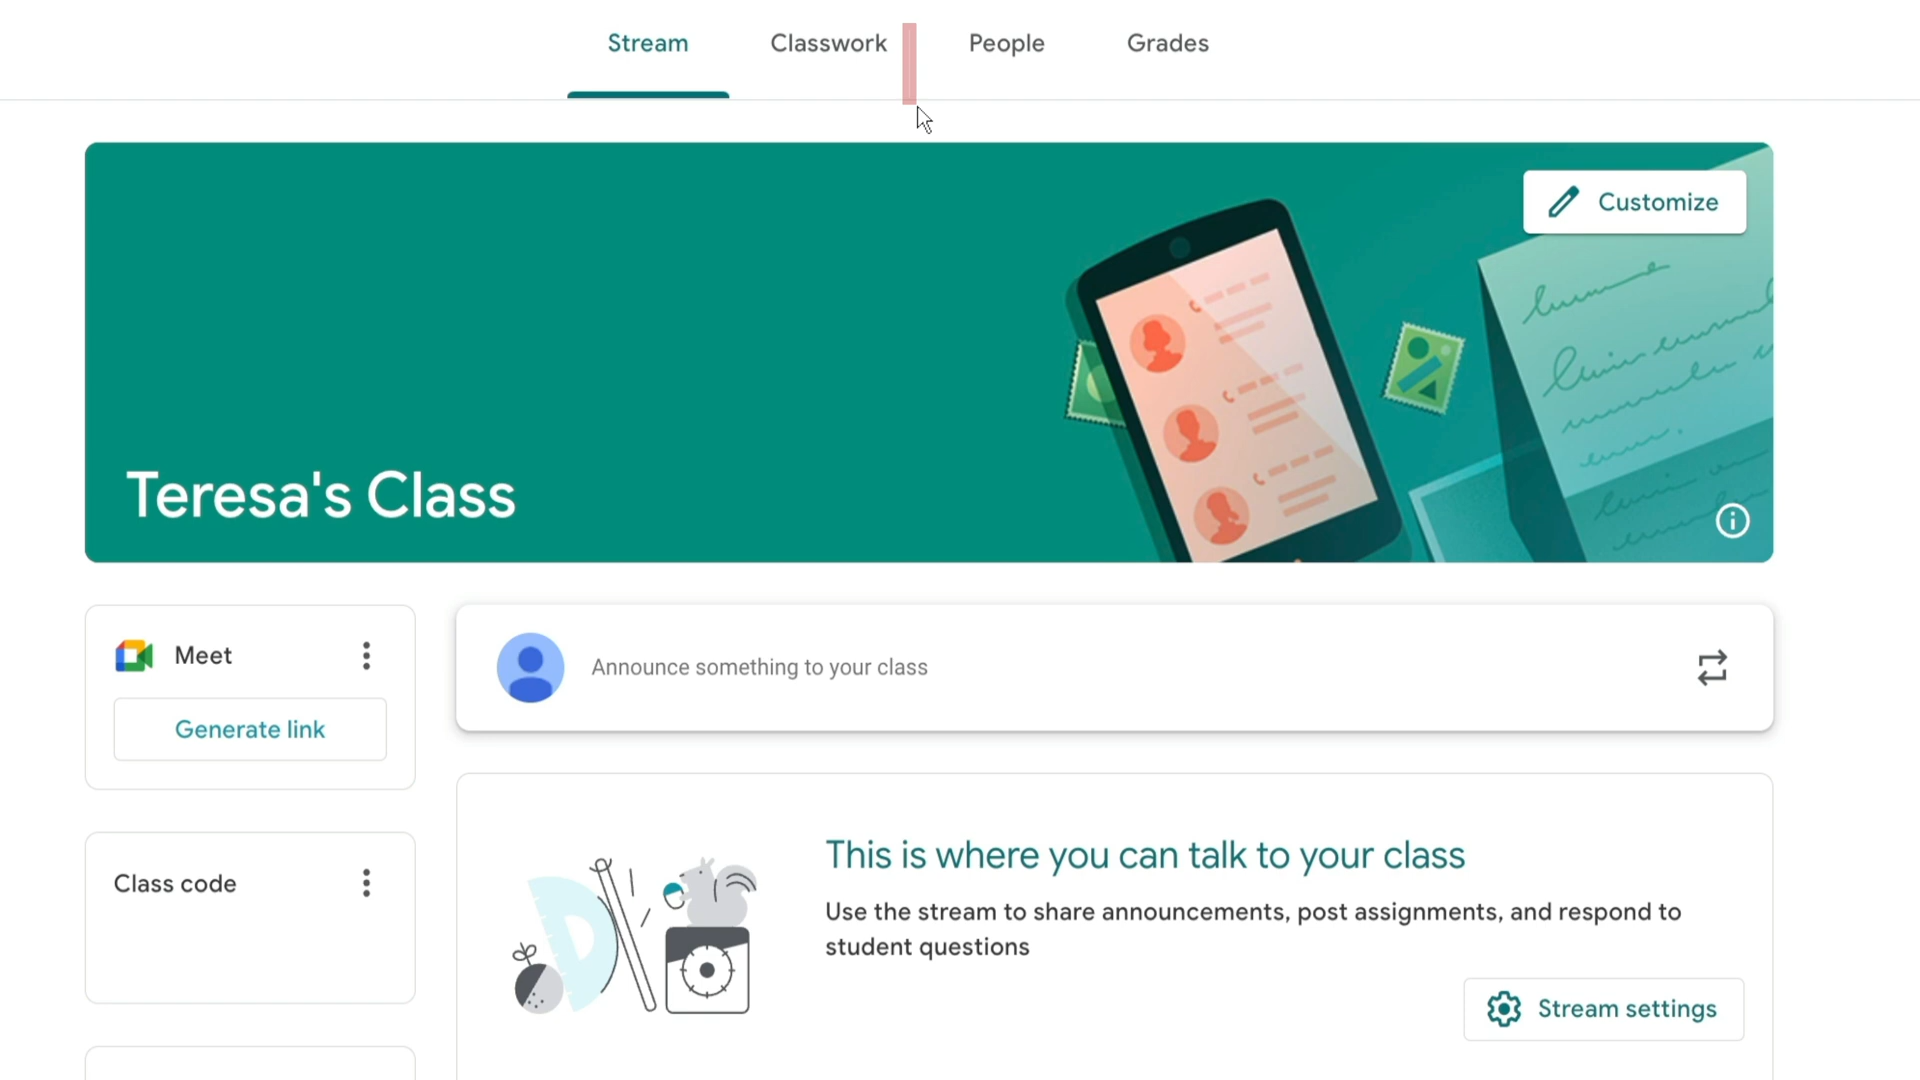 Stream
Classwork
People
Grades
Customize
Teresa's Class
Meet
Generate link
Announce something to your class
Class code
This is where you can talk to your class
Use the stream to share announcements, post assignments, and respond to
student questions
Stream settings